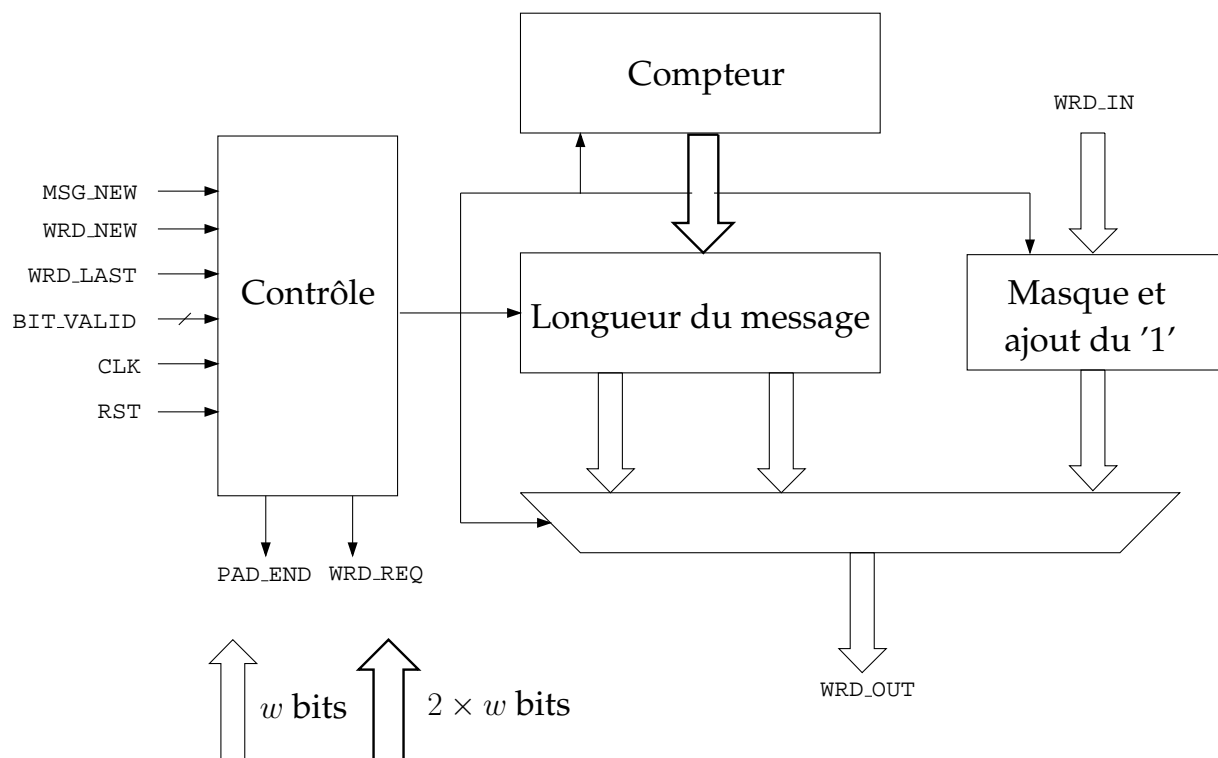 Compteur
WRD_IN
MSG_NEW
WRD_NEW
WRD_LAST
BIT_VALID
CLK
RST
Contrôle
Longueur du message
Masque et
ajout du '1'
PAD_END
WRD_REQ
WRD_OUT
w bits
2 × w bits